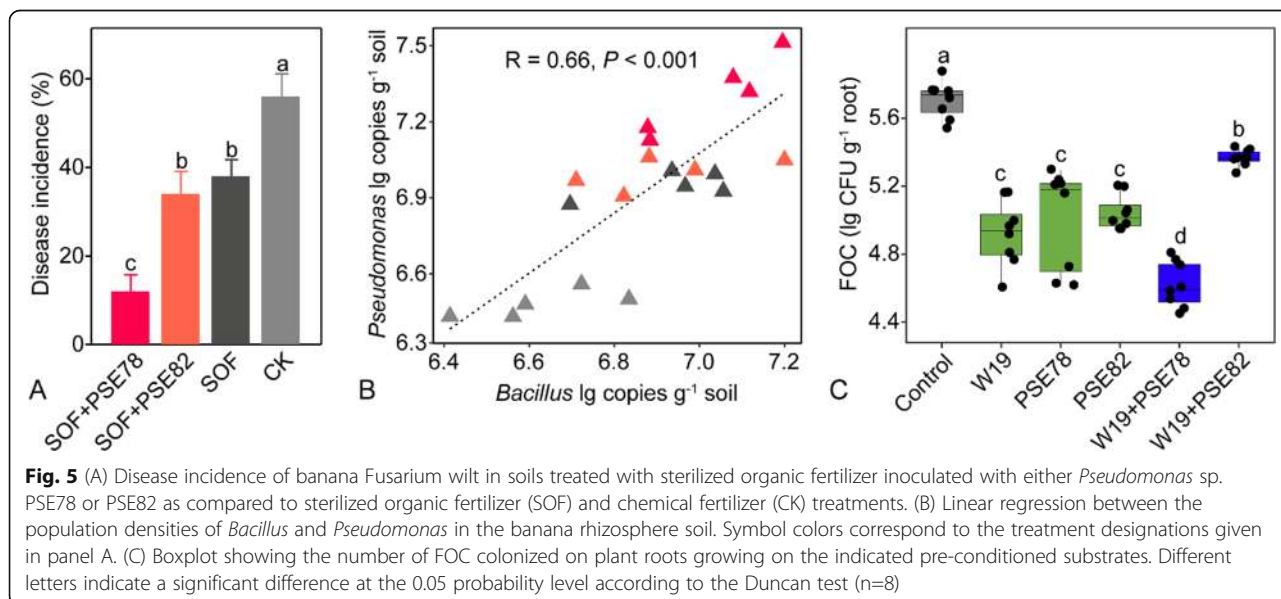 A
Disease incidence (%)
60
40
20
0
c
b
b
a
SOF+PSE78
SOF+PSE82
SOF
CK
B
Pseudomonas lg copies g⁻¹ soil
7.5
7.2
6.9
6.6
6.3
R = 0.66, P < 0.001
6.4
6.6
6.8
7.0
7.2
Bacillus lg copies g⁻¹ soil
C
FOC (lg CFU g⁻¹ root)
5.6
5.2
4.8
4.4
a
c
c
c
d
b
Control
W19
PSE78
PSE82
W19+PSE78
W19+PSE82
Fig. 5 (A) Disease incidence of banana Fusarium wilt in soils treated with sterilized organic fertilizer inoculated with either Pseudomonas sp.
PSE78 or PSE82 as compared to sterilized organic fertilizer (SOF) and chemical fertilizer (CK) treatments. (B) Linear regression between the
population densities of Bacillus and Pseudomonas in the banana rhizosphere soil. Symbol colors correspond to the treatment designations given
in panel A. (C) Boxplot showing the number of FOC colonized on plant roots growing on the indicated pre-conditioned substrates. Different
letters indicate a significant difference at the 0.05 probability level according to the Duncan test (n=8)